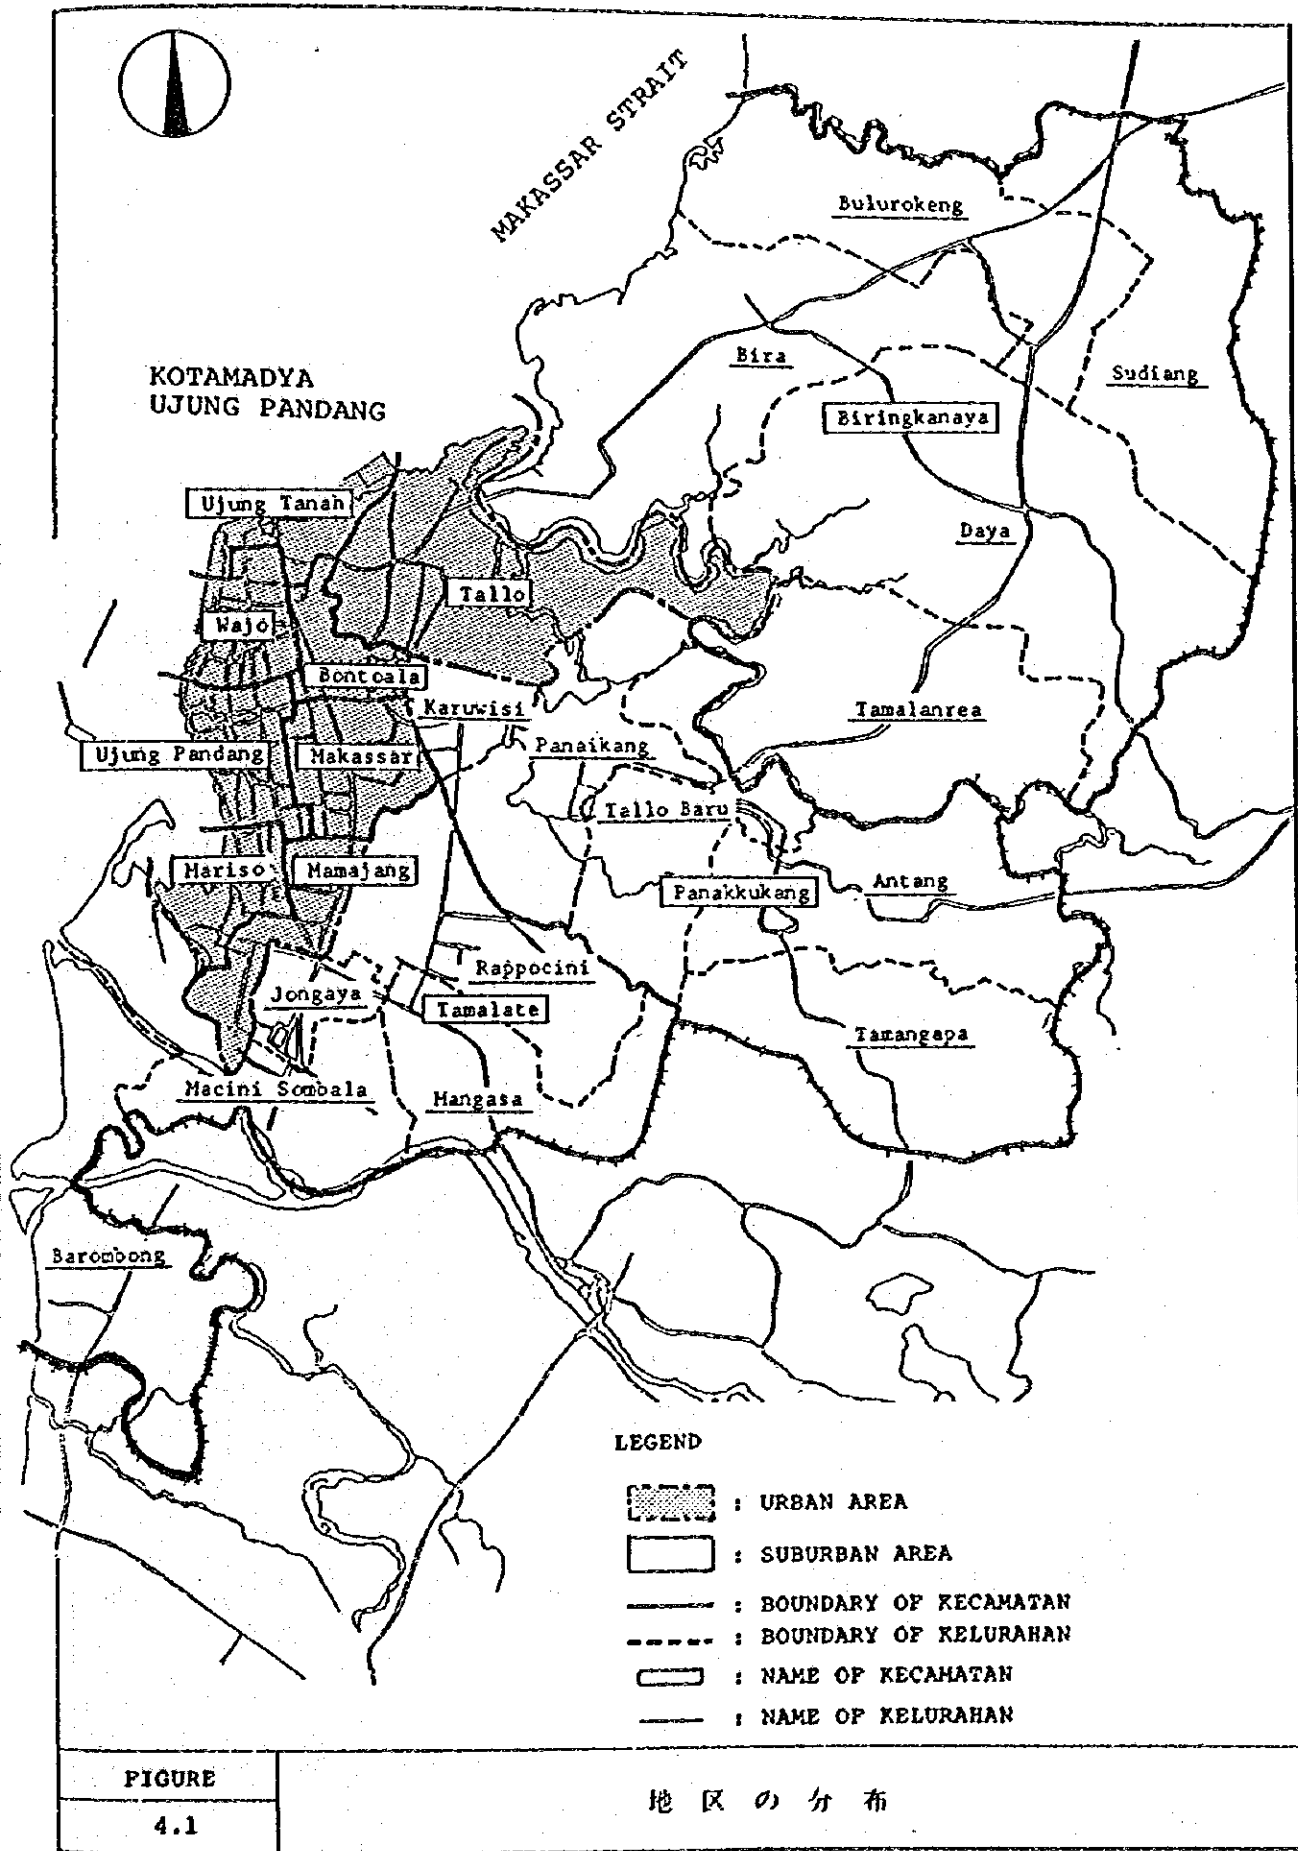 MAKASSAR STRAIT
KOTAMADYA
UJUNG PANDANG
Bulurokeng
Bira
Sudiang
Biringkanaya
Ujung Tanah
Daya
Tallo
Wajo
Bontoala
Karuwisi
Tamalanrea
Ujung Pandang
Makassar
Panaikang
Tallo Baru
Mariso
Mamajang
Panakkukang
Antang
Rappocini
Jongaya
Tamalate
Tamangapa
Macini Sombala
Mangasa
Barombong
LEGEND
: URBAN AREA
: SUBURBAN AREA
: BOUNDARY OF KECAMATAN
: BOUNDARY OF KELURAHAN
: NAME OF KECAMATAN
: NAME OF KELURAHAN
FIGURE
4.1
地区の分布